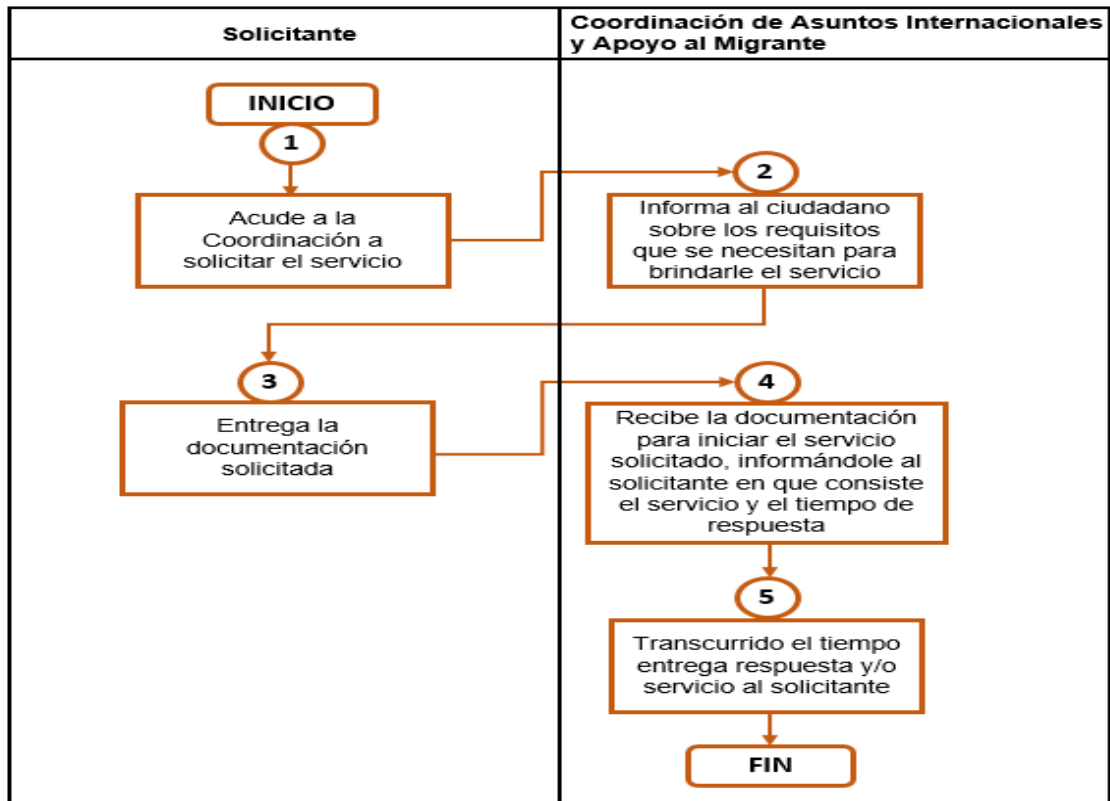 Solicitante
Coordinación de Asuntos Internacionales
y Apoyo al Migrante
INICIO
1
Acude a la
Coordinación a
solicitar el servicio
2
Informa al ciudadano
sobre los requisitos
que se necesitan para
brindarle el servicio
3
Entrega la
documentación
solicitada
4
Recibe la documentación
para iniciar el servicio
solicitado, informándole al
solicitante en que consiste
el servicio y el tiempo de
respuesta
5
Transcurrido el tiempo
entrega respuesta y/o
servicio al solicitante
FIN